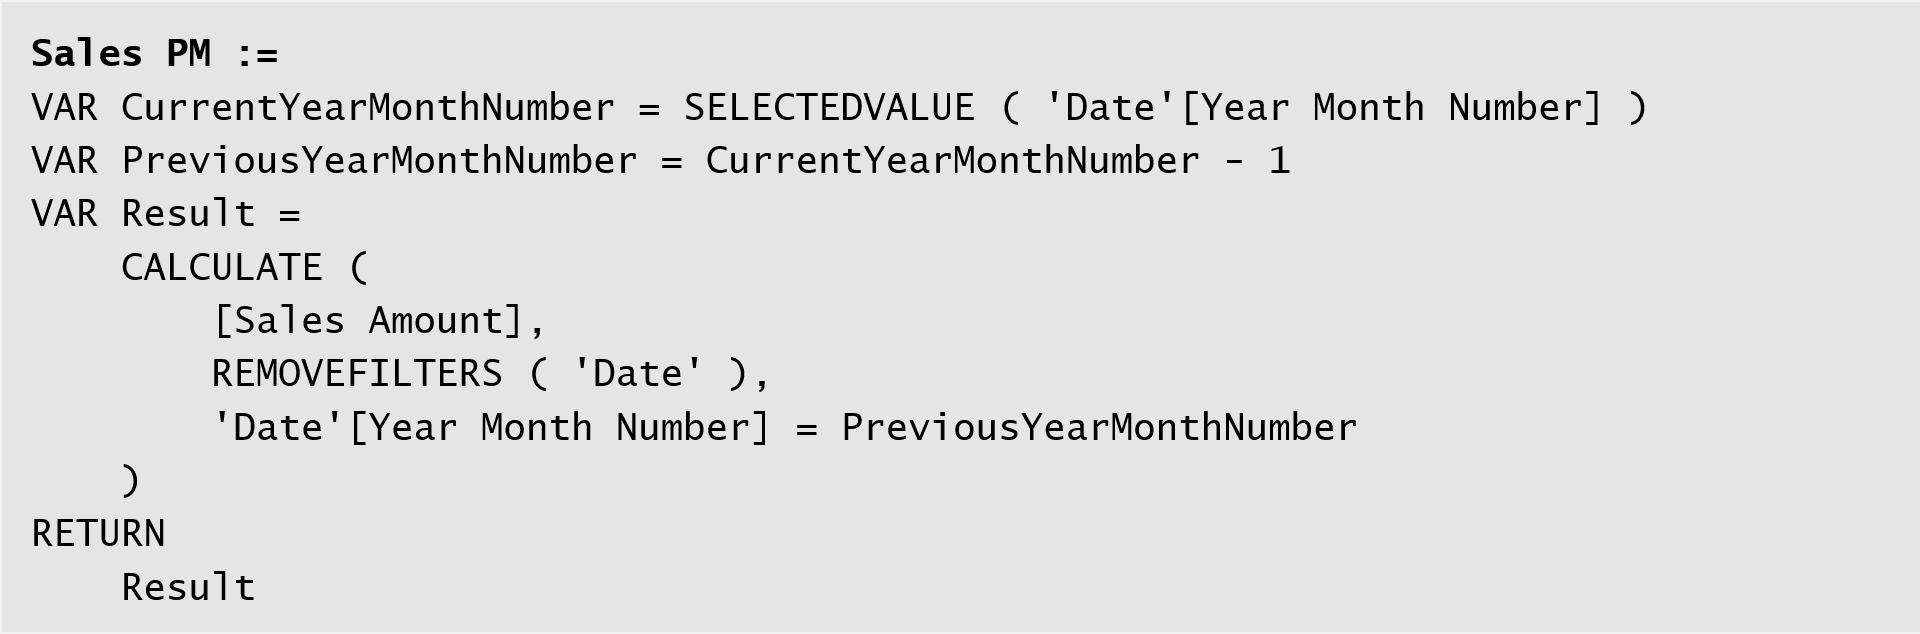 Sales PM :=
VAR CurrentYearMonthNumber = SELECTEDVALUE ( 'Date'[Year Month Number] )
VAR PreviousYearMonthNumber = CurrentYearMonthNumber - 1
VAR Result =
    CALCULATE (
        [Sales Amount],
        REMOVEFILTERS ( 'Date' ),
        'Date'[Year Month Number] = PreviousYearMonthNumber
    )
RETURN
    Result